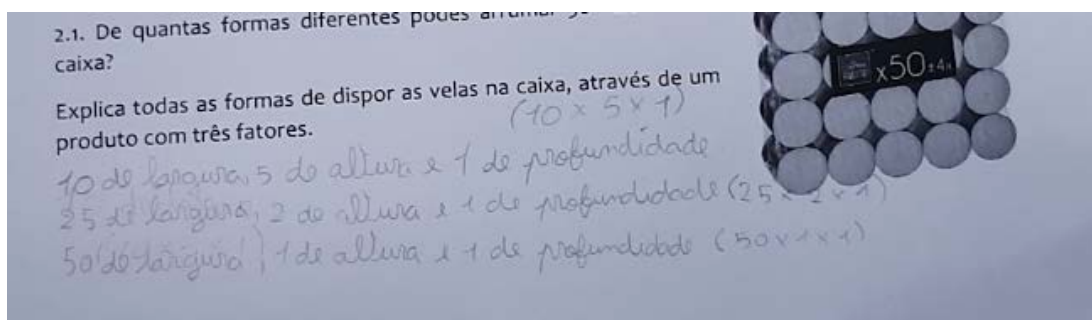 2.1. De quantas formas diferentes podes arrumar
caixa?
Explica todas as formas de dispor as velas na caixa, através de um
produto com três fatores.
(10 x 5 x 1)
10 de largura, 5 de altura e 1 de profundidade
25 de largura, 2 de altura e 1 de profundidade (25 x 2 x 1)
50 de largura, 1 de altura e 1 de profundidade (50 x 1 x 1)
x50